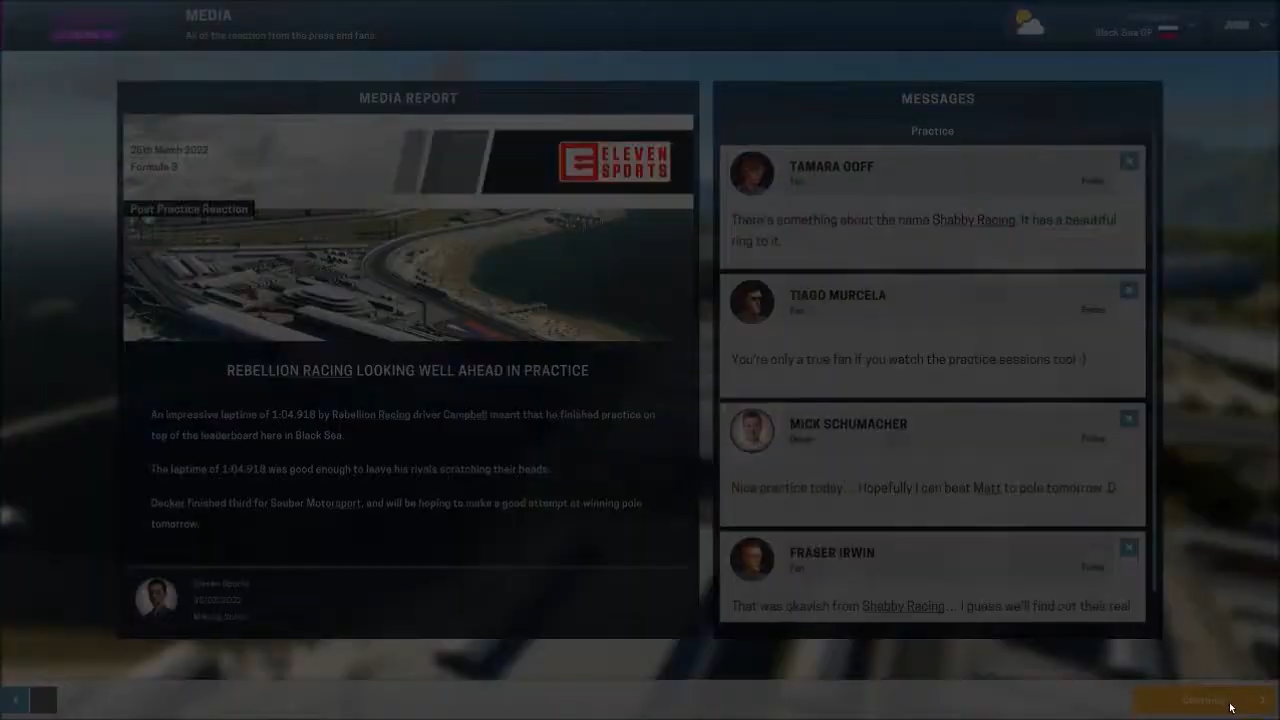 MEDIA
All of the reaction from the press and fans
Black Sea GP
MEDIA REPORT
26th March 2022
Formula 3
ELEVEN
SPORTS
Post Practice Reaction
REBELLION RACING LOOKING WELL AHEAD IN PRACTICE
An impressive laptime of 1:04.918 by Rebellion Racing driver Campbell meant that he finished practice on
top of the leaderboard here in Black Sea.
The laptime of 1:04.918 was good enough to leave his rivals scratching their heads.
Decker finished third for Sauber Motorsport, and will be hoping to make a good attempt at winning pole
tomorrow.
MESSAGES
Practice
TAMARA OOFF
Fan
There's something about the name Shabby Racing. It has a beautiful
ring to it.
TIAGO MURCELA
Fan
You're only a true fan if you watch the practice sessions too! :)
MICK SCHUMACHER
Driver
Nice practice today... Hopefully I can beat Matt to pole tomorrow :D
FRASER IRWIN
Fan
That was okayish from Shabby Racing... I guess we'll find out their real
Continue